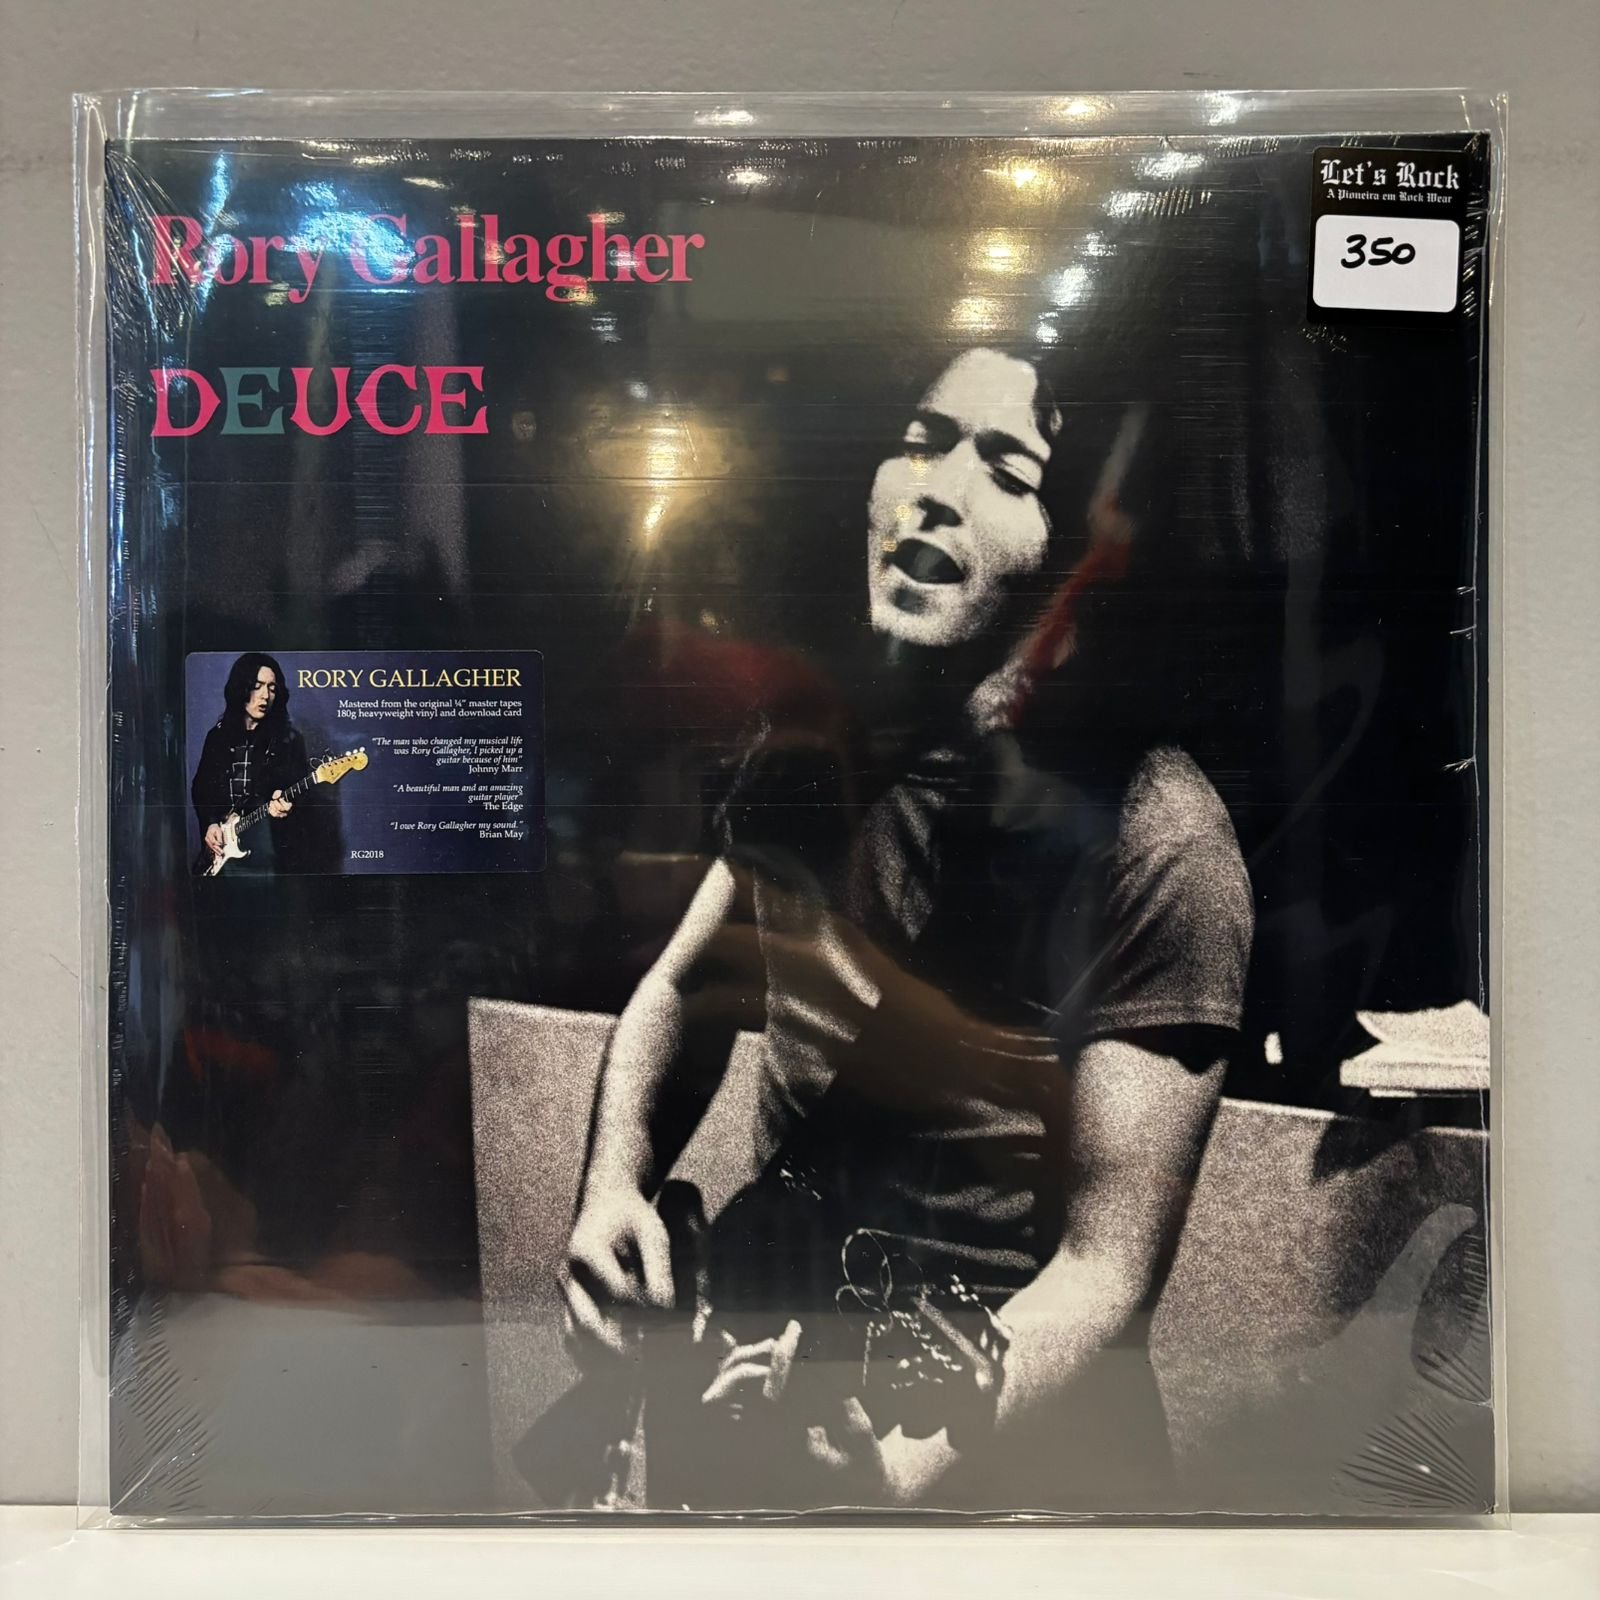 Let's Rock
A Pioneira em Rock Wear
350
Rory Gallagher
DEUCE
RORY GALLAGHER
Mastered from the original ¼" master tapes
180g heavyweight vinyl and download card
"The man who changed my musical life
was Rory Gallagher, I picked up a
guitar because of him"
Johnny Marr
"A beautiful man and an amazing
guitar player"
The Edge
"I owe Rory Gallagher my sound."
Brian May
RG2018